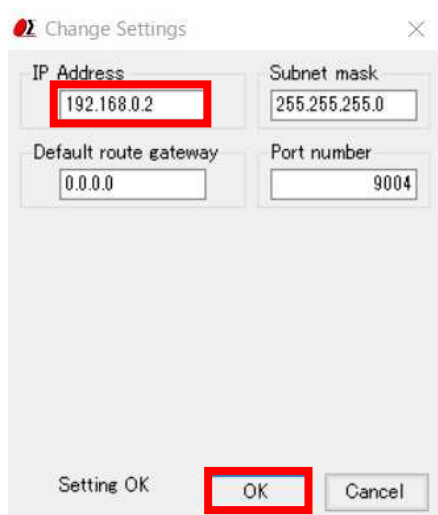 Change Settings
IP Address
Subnet mask
192.168.0.2
255.255.255.0
Default route gateway
Port number
0.0.0.0
9004
Setting OK
OK
Cancel